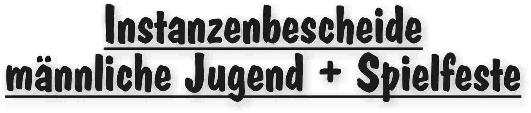 Instanzenbescheide
männliche Jugend + Spielfeste